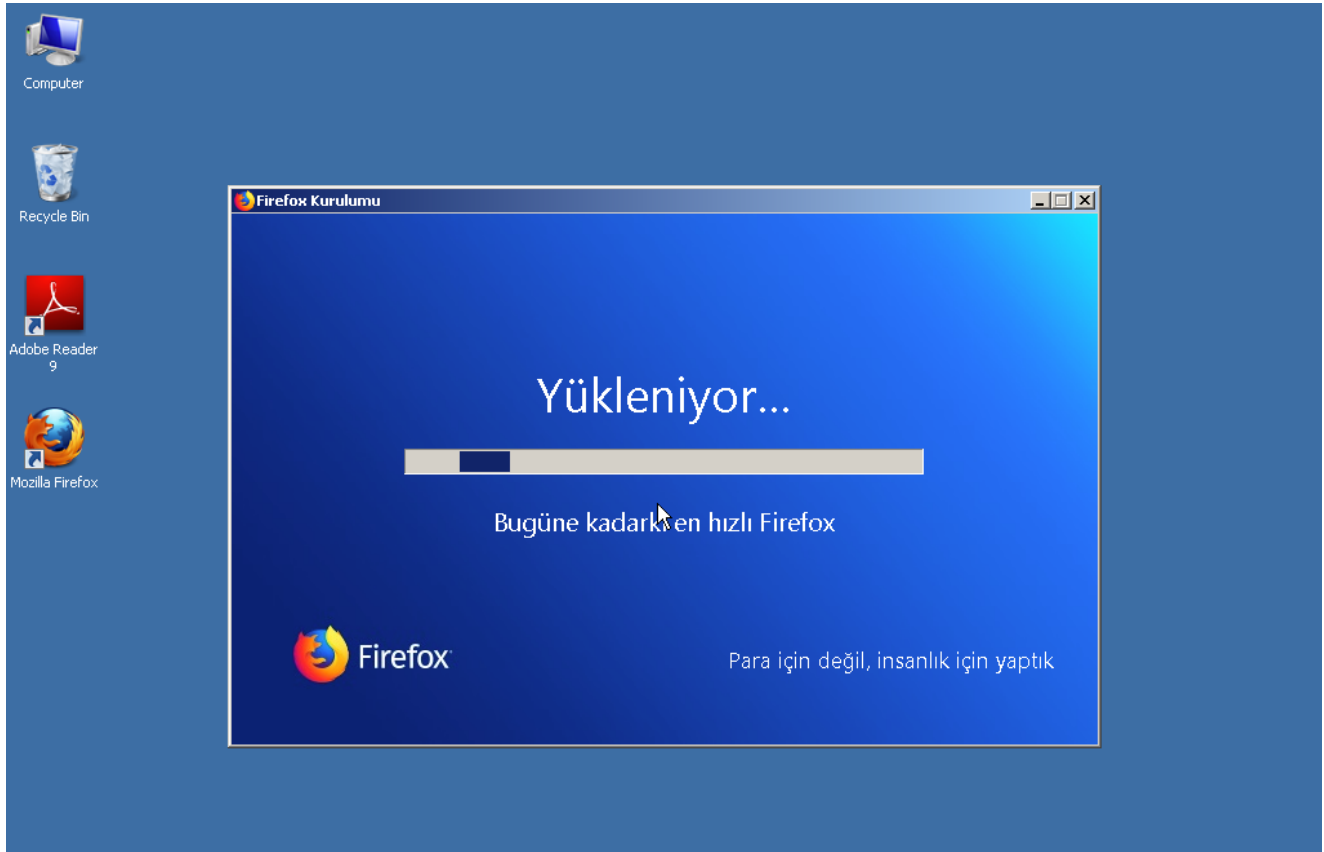 Computer
Recycle Bin
Adobe Reader
9
Mozilla Firefox
Firefox Kurulumu
Yükleniyor...
Bugüne kadarki en hızlı Firefox
Firefox
Para için değil, insanlık için yaptık